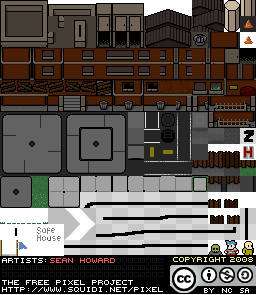 Z
H
Safe
House
ARTISTS: SEAN HOWARD
COPYRIGHT 2008
THE FREE PIXEL PROJECT
HTTP://WWW.SQUIDI.NET/PIXEL
cc
BY NC SA